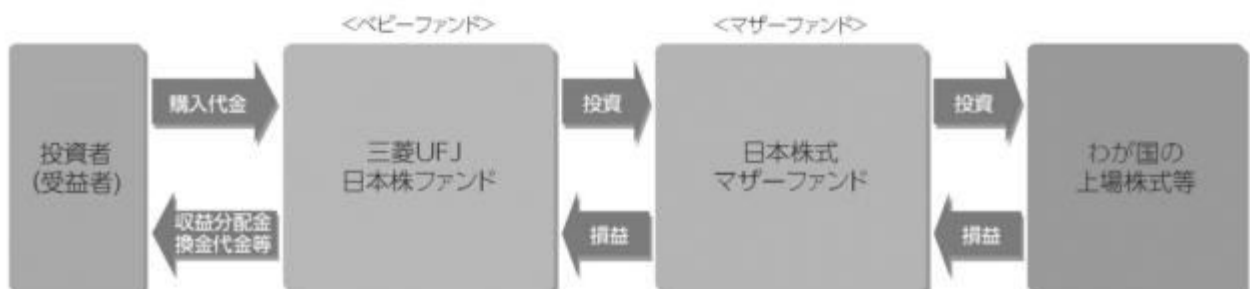 <ベビーファンド>
<マザーファンド>
購入代金
投資
投資
投資者
(受益者)
三菱UFJ
日本株ファンド
日本株式
マザーファンド
わが国の
上場株式等
収益分配金
換金代金等
損益
損益